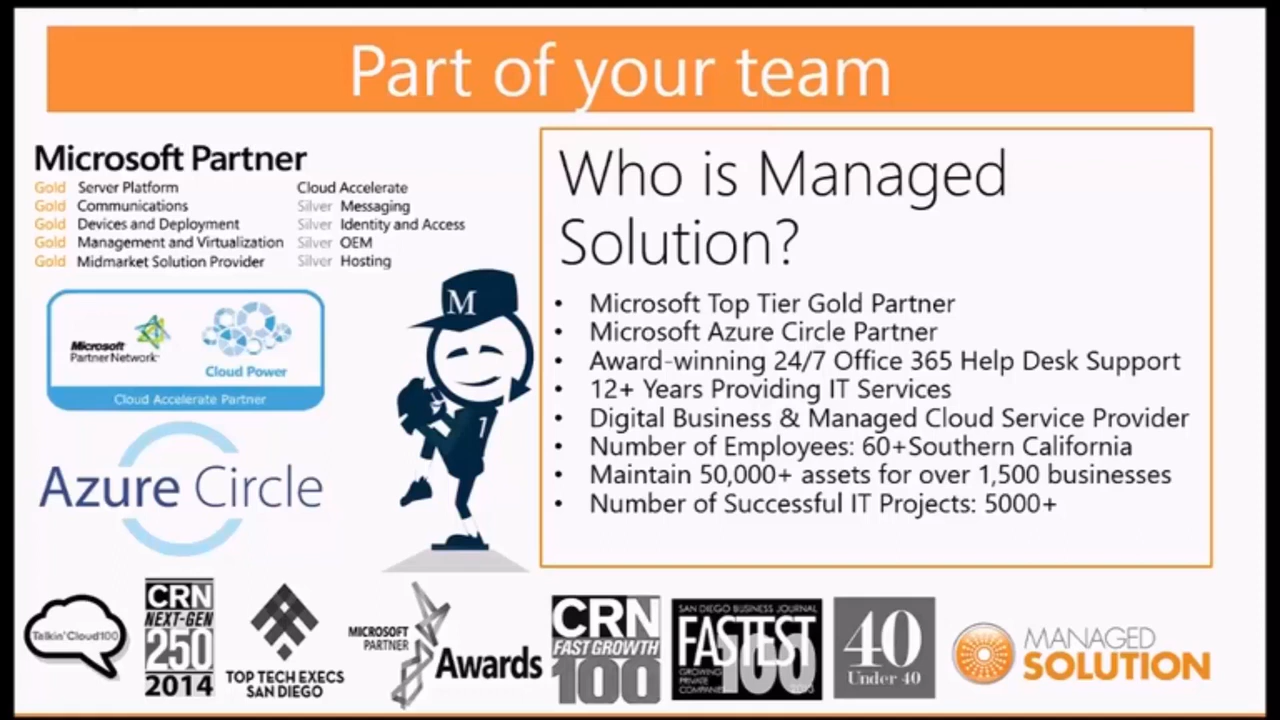 Part of your team
Microsoft Partner
Gold Server Platform
Gold Communications
Gold Devices and Deployment
Gold Management and Virtualization
Gold Midmarket Solution Provider
Cloud Accelerate
Silver Messaging
Silver Identity and Access
Silver OEM
Silver Hosting
Microsoft
Partner Network
Cloud Power
Cloud Accelerate Partner
Azure Circle
M
1
Who is Managed
Solution?
• Microsoft Top Tier Gold Partner
• Microsoft Azure Circle Partner
• Award-winning 24/7 Office 365 Help Desk Support
• 12+ Years Providing IT Services
• Digital Business & Managed Cloud Service Provider
• Number of Employees: 60+Southern California
• Maintain 50,000+ assets for over 1,500 businesses
• Number of Successful IT Projects: 5000+
Talkin'Cloud100
CRN
NEXT-GEN
250
2014
TOP TECH EXECS
SAN DIEGO
MICROSOFT
PARTNER
Awards
CRN
FAST GROWTH
100
SAN DIEGO BUSINESS JOURNAL
FASTEST
100
GROWING
PRIVATE
COMPANIES
40
Under 40
MANAGED
SOLUTION